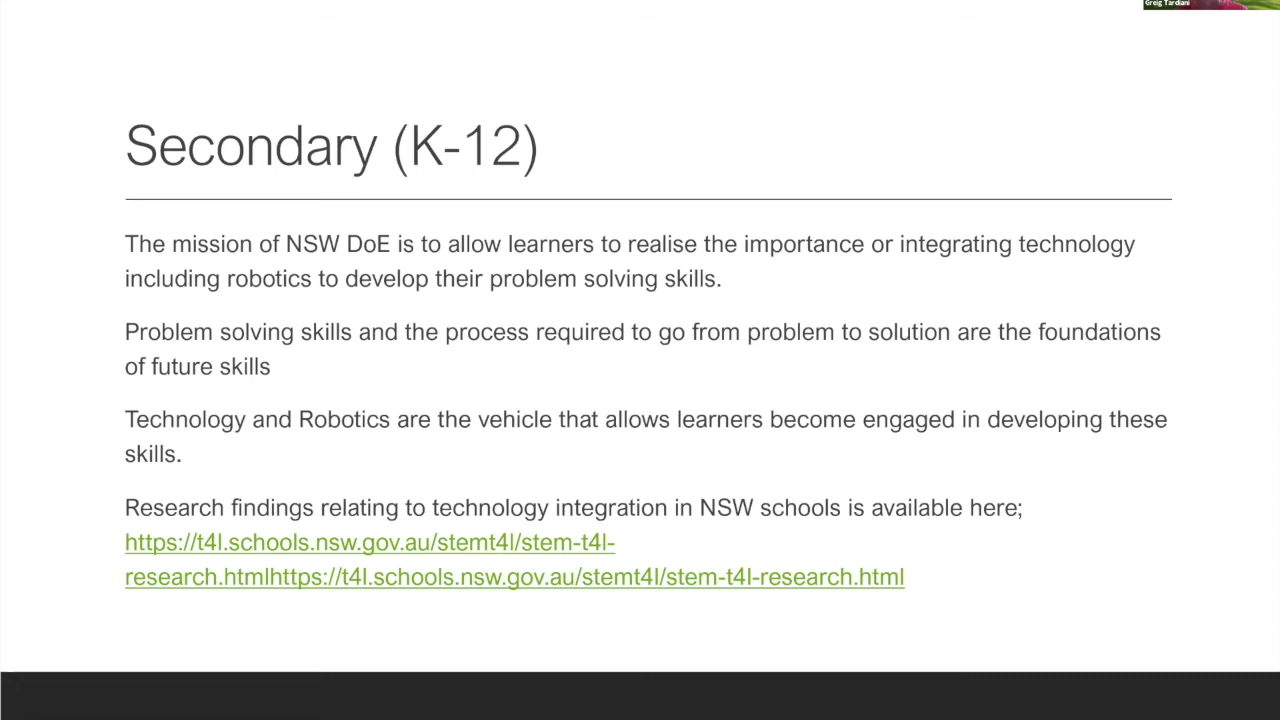 Greig Tardiani
Secondary (K-12)
The mission of NSW DoE is to allow learners to realise the importance or integrating technology
including robotics to develop their problem solving skills.
Problem solving skills and the process required to go from problem to solution are the foundations
of future skills
Technology and Robotics are the vehicle that allows learners become engaged in developing these
skills.
Research findings relating to technology integration in NSW schools is available here;
https://t4l.schools.nsw.gov.au/stemt4l/stem-t4l-
research.htmlhttps://t4l.schools.nsw.gov.au/stemt4l/stem-t4l-research.html